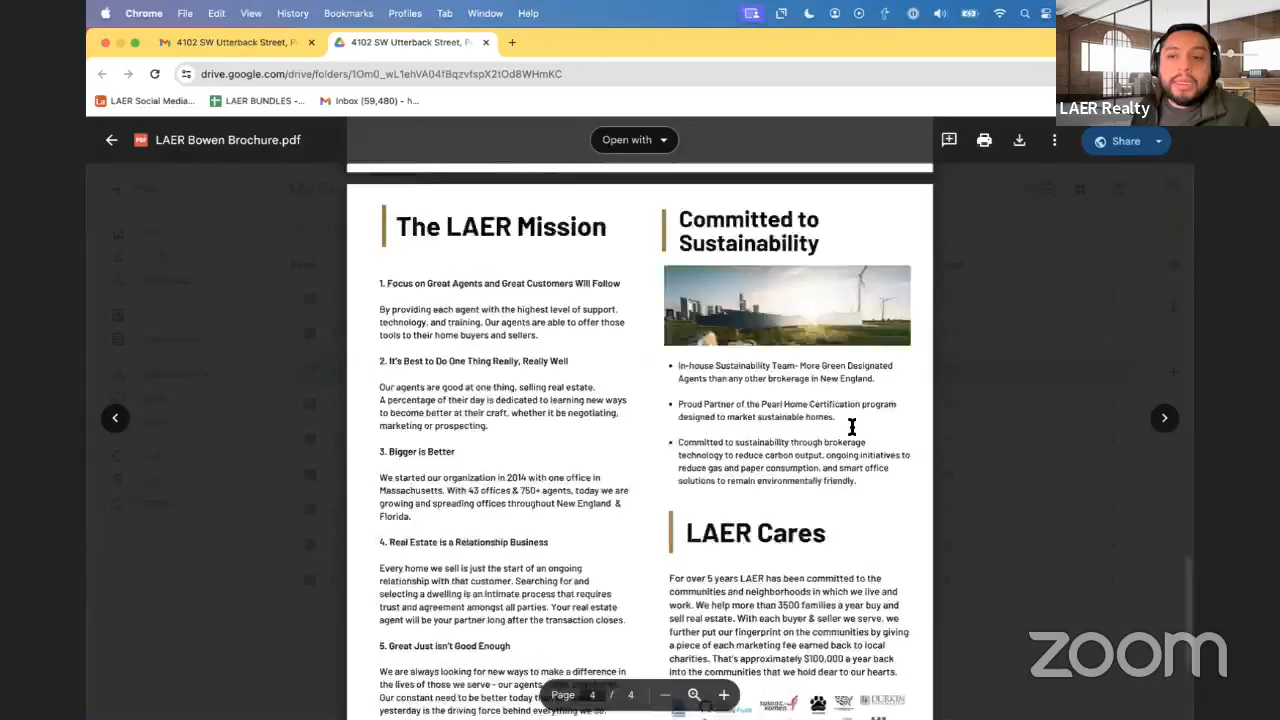 Chrome File Edit View History Bookmarks Profiles Tab Window Help
4102 SW Utterback Street, P
4102 SW Utterback Street, P
drive.google.com/drive/folders/1Om0_wL1ehVA04fBqzvfspX2tOd8WHmKC
LAER Social Media... LAER BUNDLES -... Inbox (59,480) - h...
LAER Realty
LAER Bowen Brochure.pdf
Open with
Share
The LAER Mission
1. Focus on Great Agents and Great Customers Will Follow
By providing each agent with the highest level of support,
technology, and training. Our agents are able to offer those
tools to their home buyers and sellers.
2. It's Best to Do One Thing Really, Really Well
Our agents are good at one thing, selling real estate.
A percentage of their day is dedicated to learning new ways
to become better at their craft, whether it be negotiating,
marketing or prospecting.
3. Bigger is Better
We started our organization in 2014 with one office in
Massachusetts. With 43 offices & 750+ agents, today we are
growing and spreading offices throughout New England &
Florida.
4. Real Estate is a Relationship Business
Every home we sell is just the start of an ongoing
relationship with that customer. Searching for and
selecting a dwelling is an intimate process that requires
trust and agreement amongst all parties. Your real estate
agent will be your partner long after the transaction closes.
5. Great Just isn't Good Enough
We are always looking for new ways to make a difference in
the lives of those we serve - our agents
Our constant need to be better today tha
yesterday is the driving force behind everything we do.
Committed to
Sustainability
• In-house Sustainability Team- More Green Designated
Agents than any other brokerage in New England.
• Proud Partner of the Pearl Home Certification program
designed to market sustainable homes.
• Committed to sustainability through brokerage
technology to reduce carbon output, ongoing initiatives to
reduce gas and paper consumption, and smart office
solutions to remain environmentally friendly.
LAER Cares
For over 5 years LAER has been committed to the
communities and neighborhoods in which we live and
work. We help more than 3500 families a year buy and
sell real estate. With each buyer & seller we serve, we
further put our fingerprint on the communities by giving
a piece of each marketing fee earned back to local
charities. That's approximately $100,000 a year back
into the communities that we hold dear to our hearts.
Page 4 / 4
DURKIN
zoom